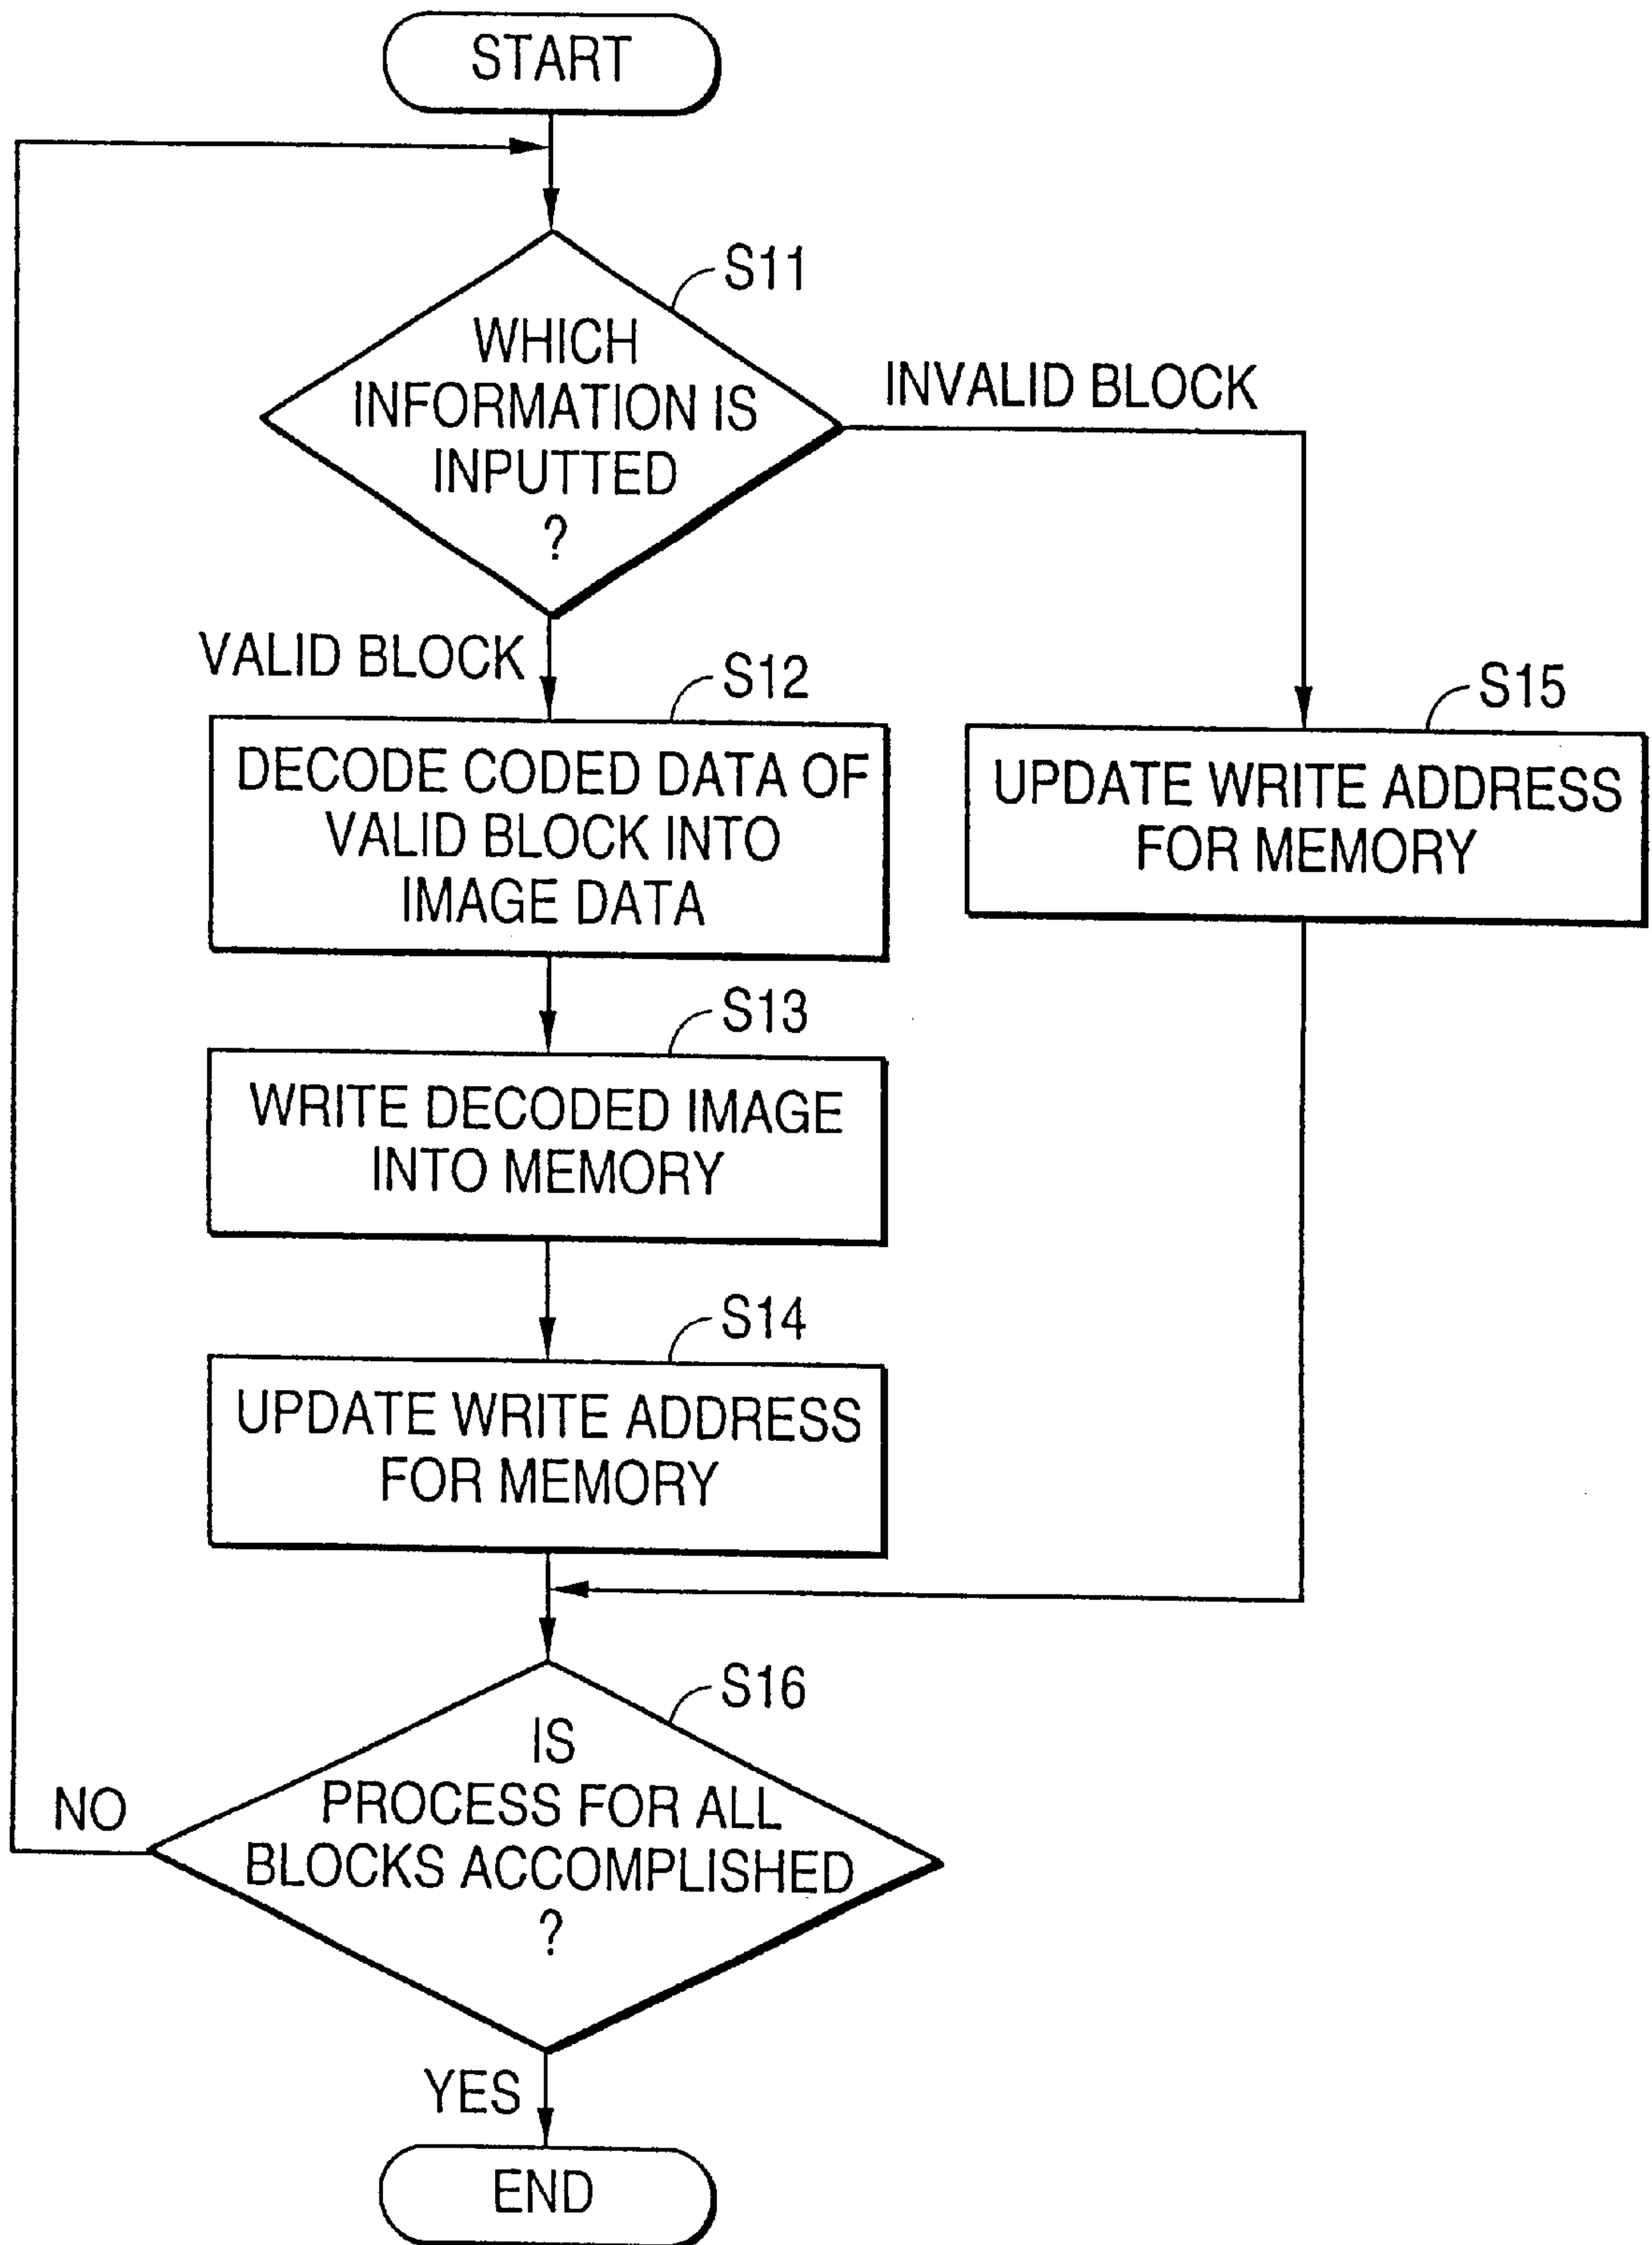 START
S11
WHICH
INFORMATION IS
INPUTTED
?
INVALID BLOCK
VALID BLOCK
S12
DECODE CODED DATA OF
VALID BLOCK INTO
IMAGE DATA
S15
UPDATE WRITE ADDRESS
FOR MEMORY
S13
WRITE DECODED IMAGE
INTO MEMORY
S14
UPDATE WRITE ADDRESS
FOR MEMORY
S16
IS
PROCESS FOR ALL
BLOCKS ACCOMPLISHED
?
NO
YES
END